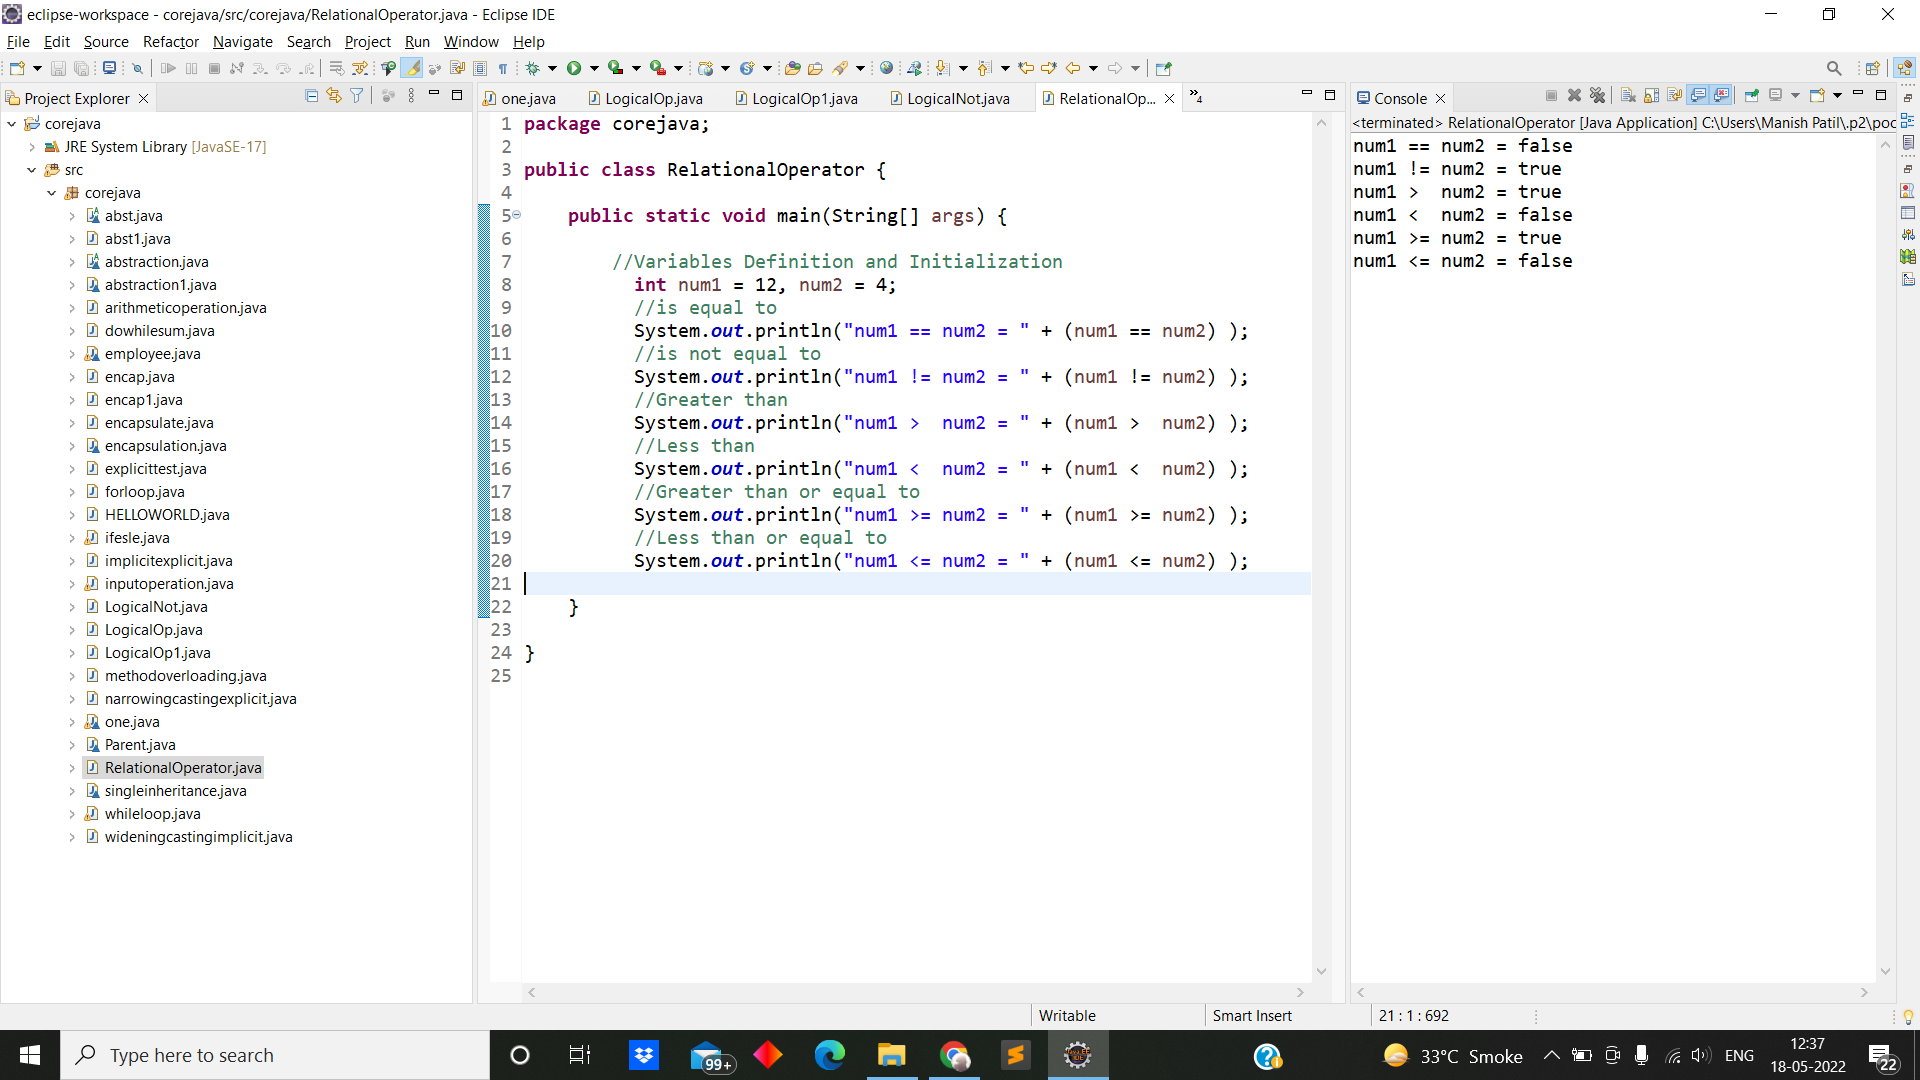 eclipse-workspace - corejava/src/corejava/RelationalOperator.java - Eclipse IDE
File Edit Source Refactor Navigate Search Project Run Window Help
Project Explorer
corejava
JRE System Library [JavaSE-17]
src
corejava
abst.java
abst1.java
abstraction.java
abstraction1.java
arithmeticoperation.java
dowhilesum.java
employee.java
encap.java
encap1.java
encapsulate.java
encapsulation.java
explicittest.java
forloop.java
HELLOWORLD.java
ifesle.java
implicitexplicit.java
inputoperation.java
LogicalNot.java
LogicalOp.java
LogicalOp1.java
methodoverloading.java
narrowingcastingexplicit.java
one.java
Parent.java
RelationalOperator.java
singleinheritance.java
whileloop.java
wideningcastingimplicit.java
one.java LogicalOp.java LogicalOp1.java LogicalNot.java RelationalOp... »4
1 package corejava;
2
3 public class RelationalOperator {
4
5 public static void main(String[] args) {
6
7 //Variables Definition and Initialization
8 int num1 = 12, num2 = 4;
9 //is equal to
10 System.out.println("num1 == num2 = " + (num1 == num2) );
11 //is not equal to
12 System.out.println("num1 != num2 = " + (num1 != num2) );
13 //Greater than
14 System.out.println("num1 >  num2 = " + (num1 >  num2) );
15 //Less than
16 System.out.println("num1 <  num2 = " + (num1 <  num2) );
17 //Greater than or equal to
18 System.out.println("num1 >= num2 = " + (num1 >= num2) );
19 //Less than or equal to
20 System.out.println("num1 <= num2 = " + (num1 <= num2) );
21
22 }
23
24 }
25
Console
<terminated> RelationalOperator [Java Application] C:\Users\Manish Patil\.p2\poo
num1 == num2 = false
num1 != num2 = true
num1 >  num2 = true
num1 <  num2 = false
num1 >= num2 = true
num1 <= num2 = false
Writable Smart Insert 21 : 1 : 692
Type here to search
99+
33°C Smoke
ENG
12:37
18-05-2022
22